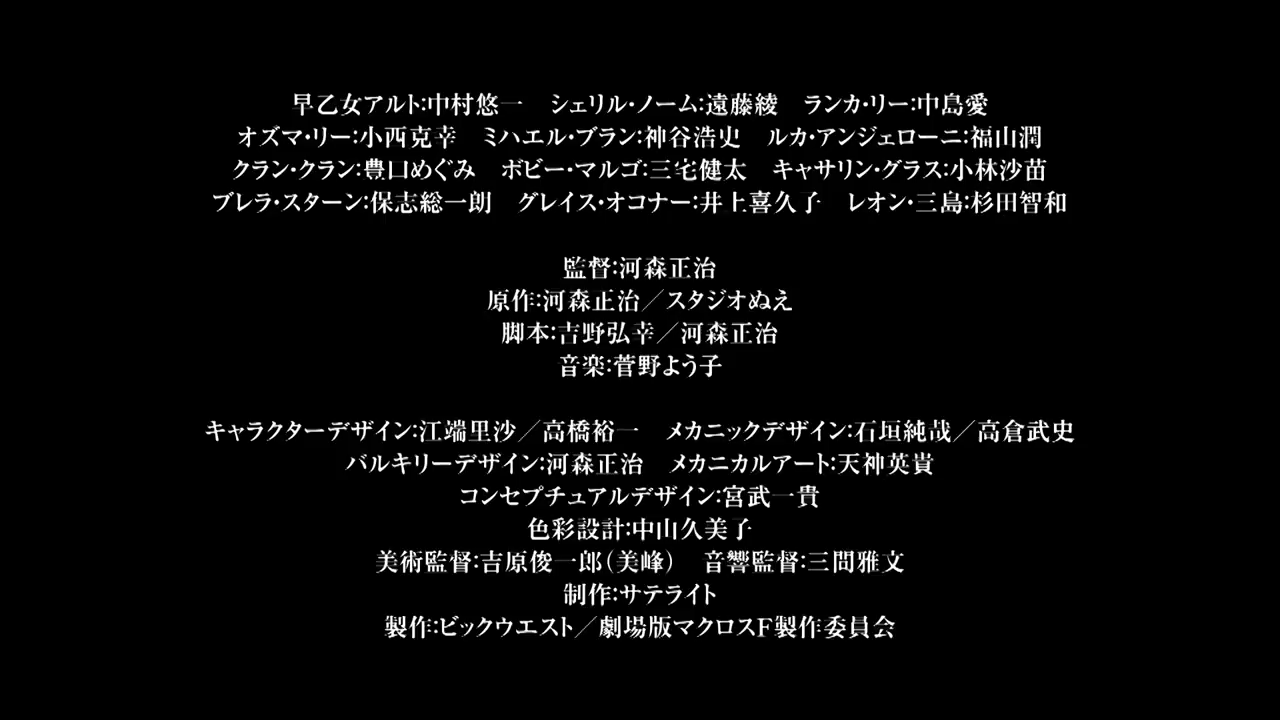 早乙女アルト:中村悠一　シェリル・ノーム:遠藤綾　ランカ・リー:中島愛
オズマ・リー:小西克幸　ミハエル・ブラン:神谷浩史　ルカ・アンジェローニ:福山潤
クラン・クラン:豊口めぐみ　ボビー・マルゴ:三宅健太　キャサリン・グラス:小林沙苗
ブレラ・スターン:保志総一朗　グレイス・オコナー:井上喜久子　レオン・三島:杉田智和
監督:河森正治
原作:河森正治／スタジオぬえ
脚本:吉野弘幸／河森正治
音楽:菅野よう子
キャラクターデザイン:江端里沙／高橋裕一　メカニックデザイン:石垣純哉／高倉武史
バルキリーデザイン:河森正治　メカニカルアート:天神英貴
コンセプチュアルデザイン:宮武一貴
色彩設計:中山久美子
美術監督:吉原俊一郎（美峰）　音響監督:三間雅文
制作:サテライト
製作:ビックウエスト／劇場版マクロスF製作委員会